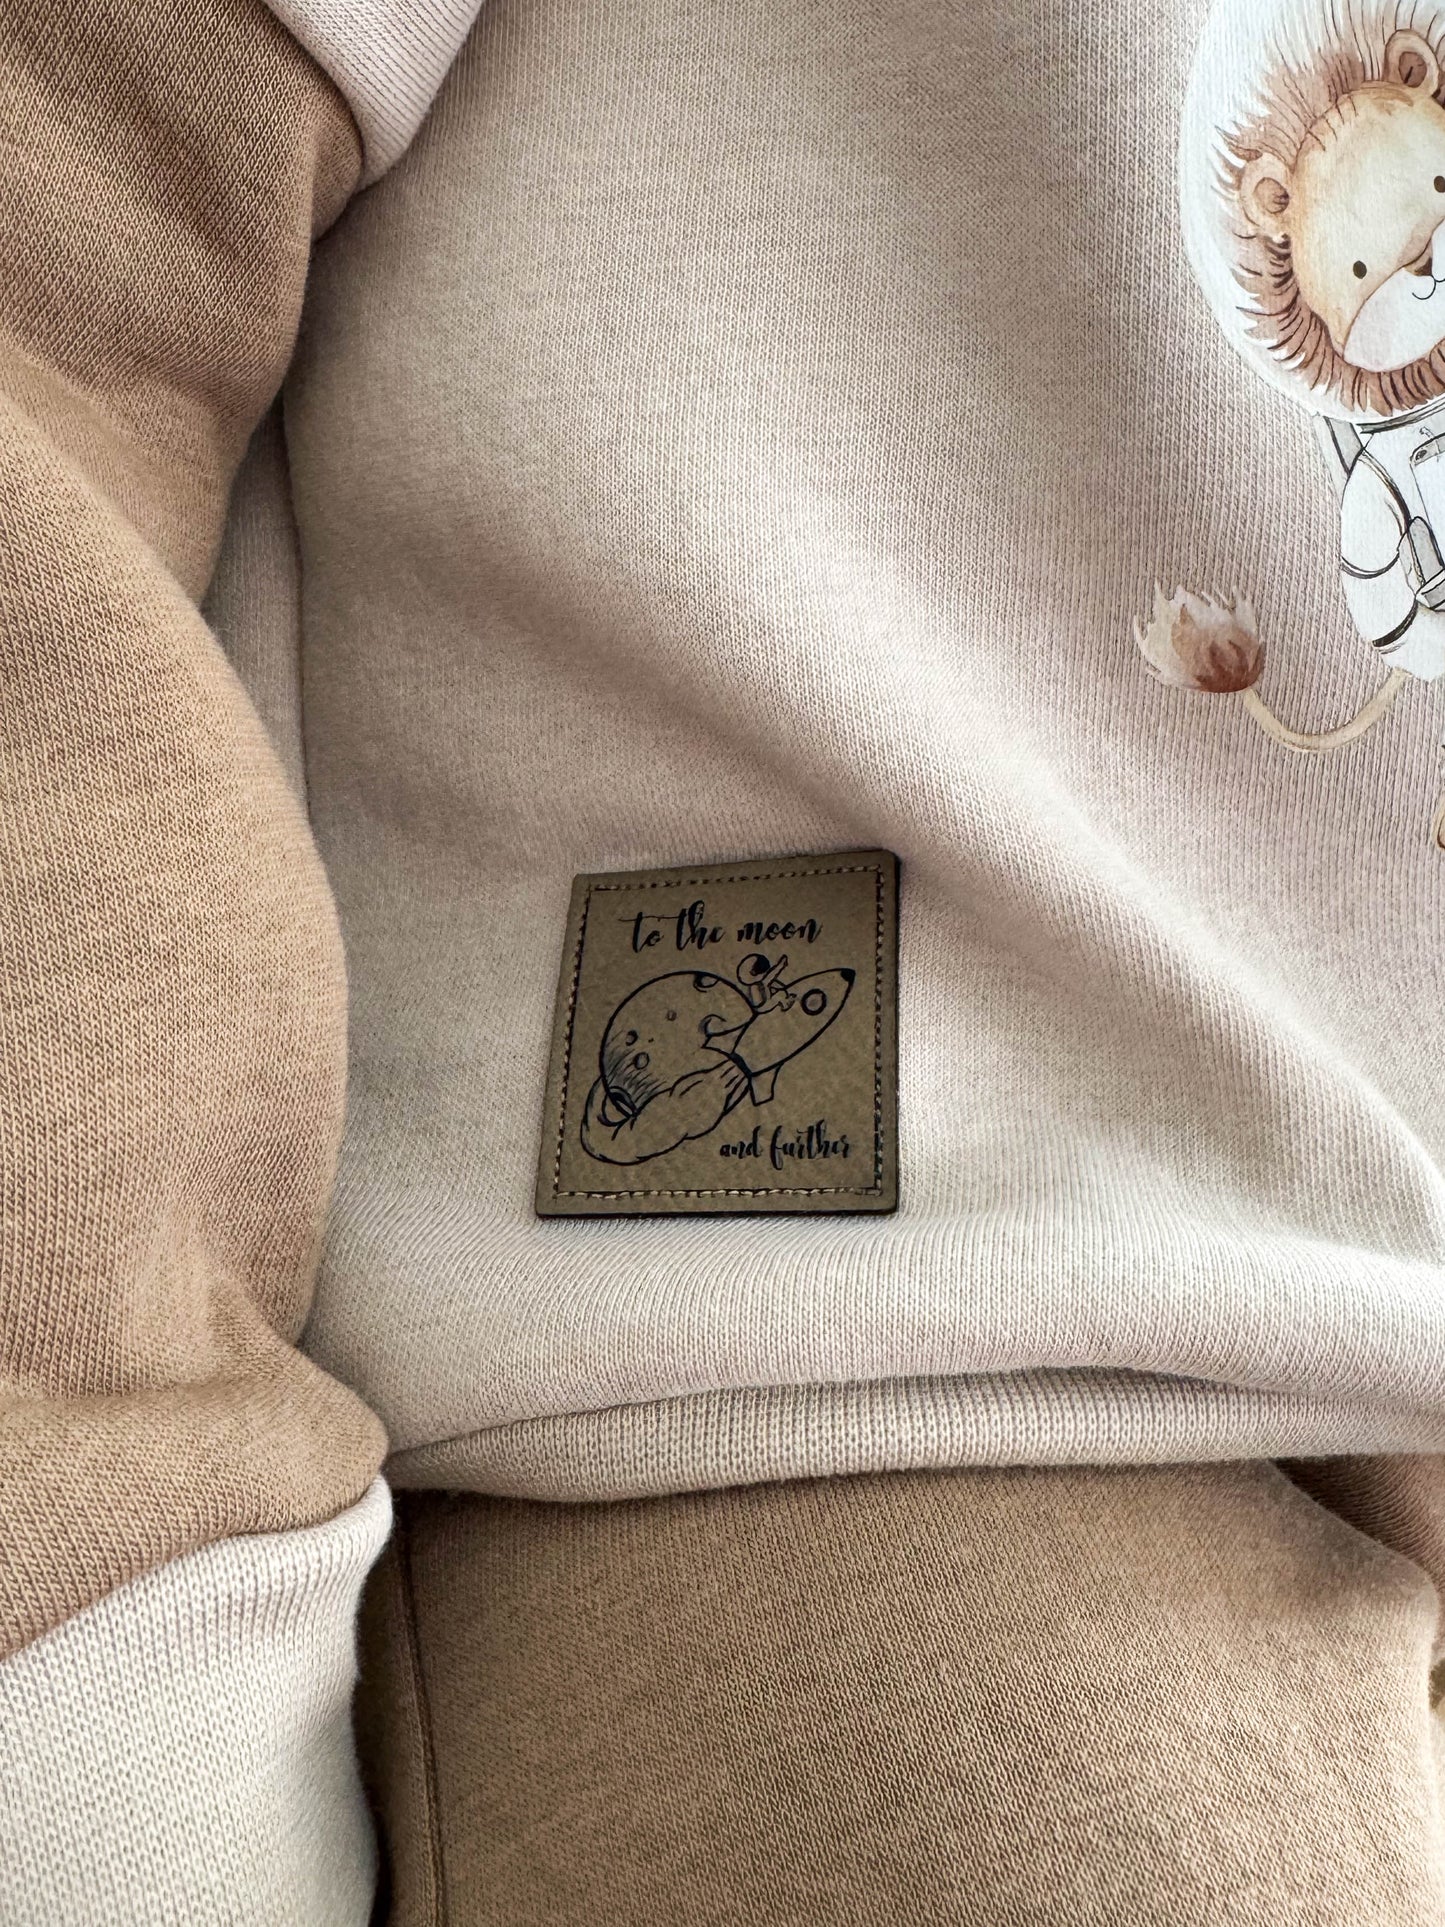 to the moon
and further